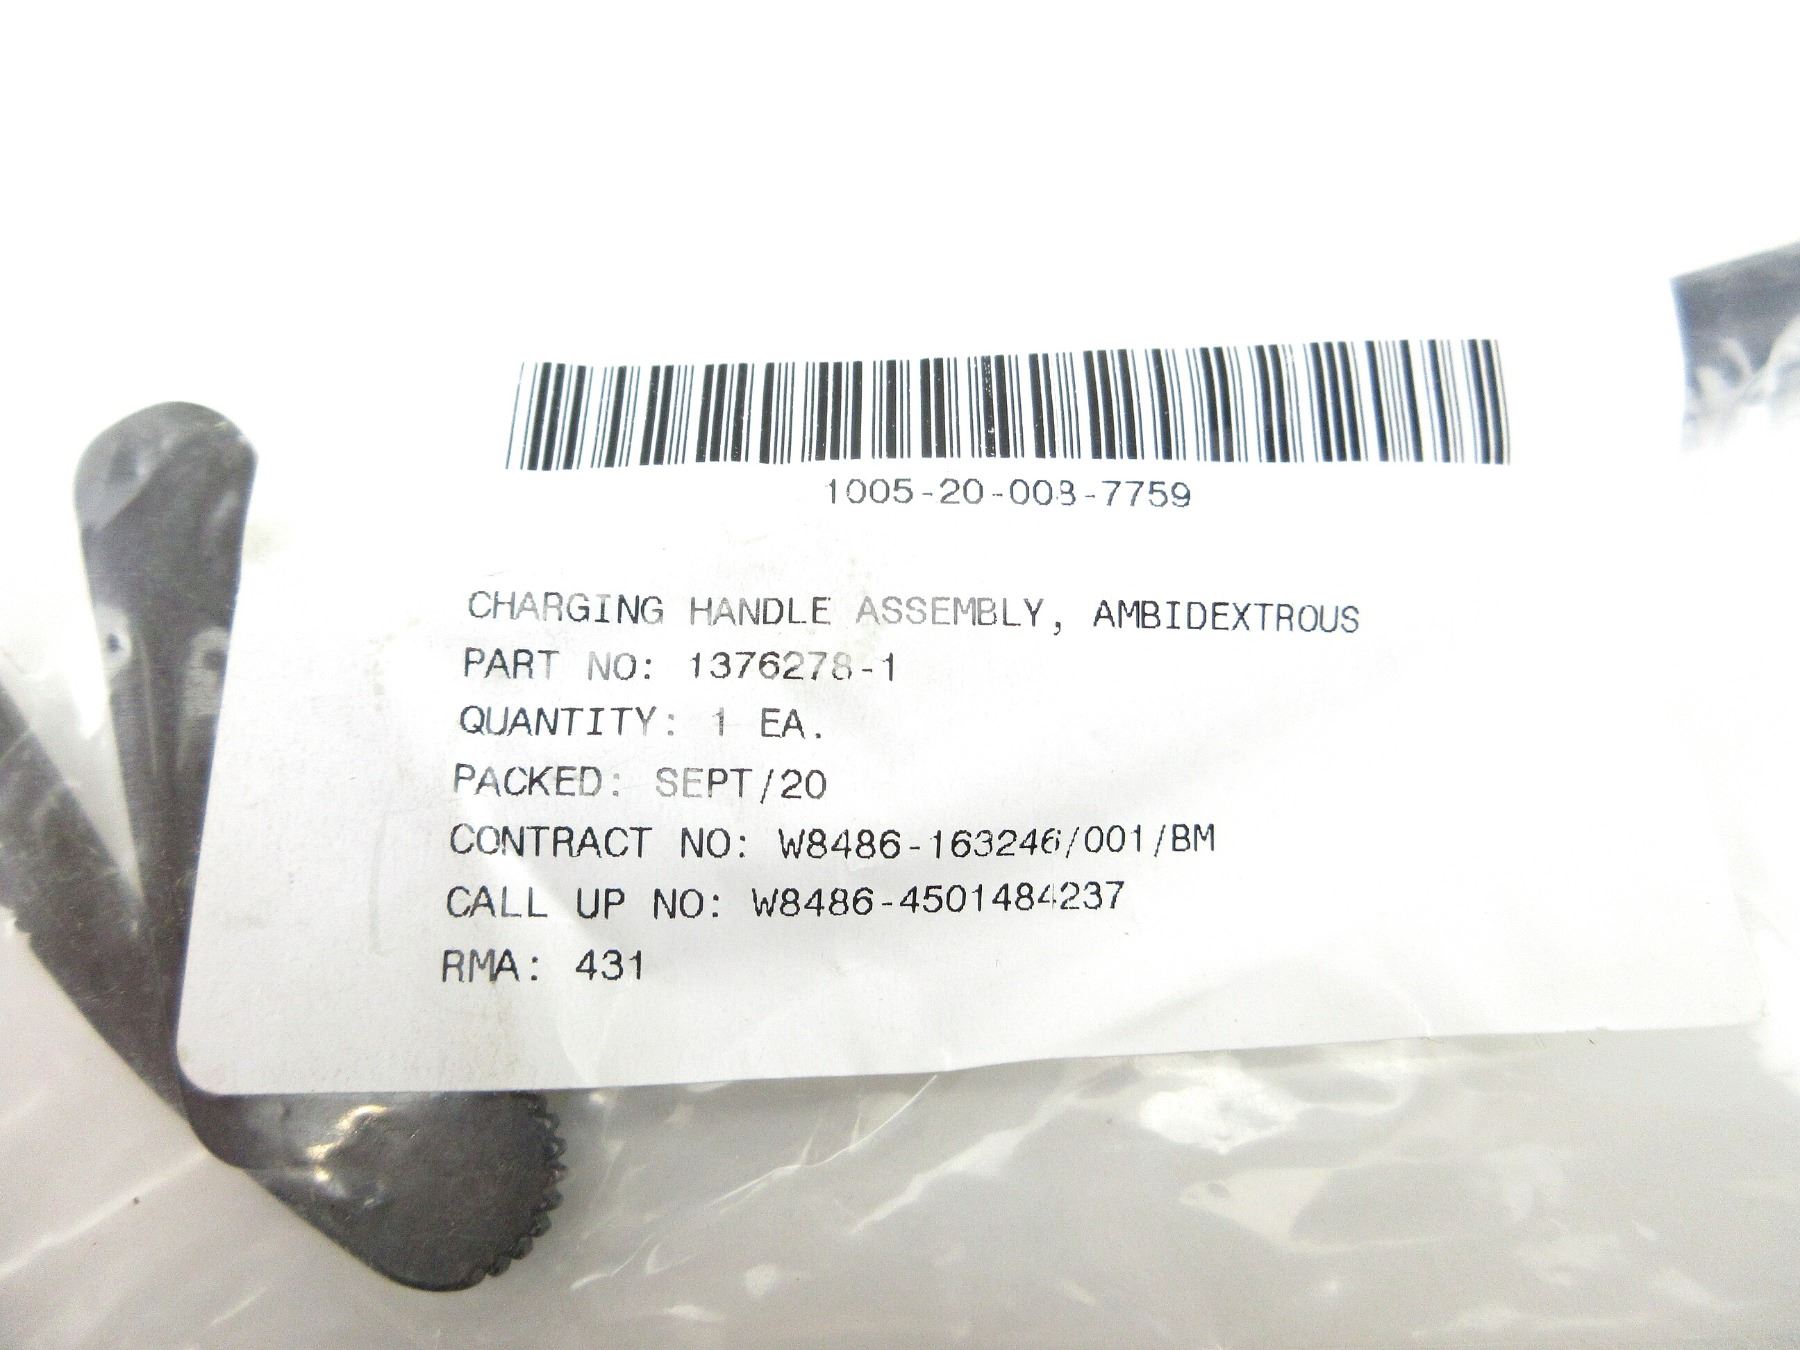 1005-20-008-7759
CHARGING HANDLE ASSEMBLY, AMBIDEXTROUS
PART NO: 1376278-1
QUANTITY: 1 EA.
PACKED: SEPT/20
CONTRACT NO: W8486-163246/001/BM
CALL UP NO: W8486-4501484237
RMA: 431